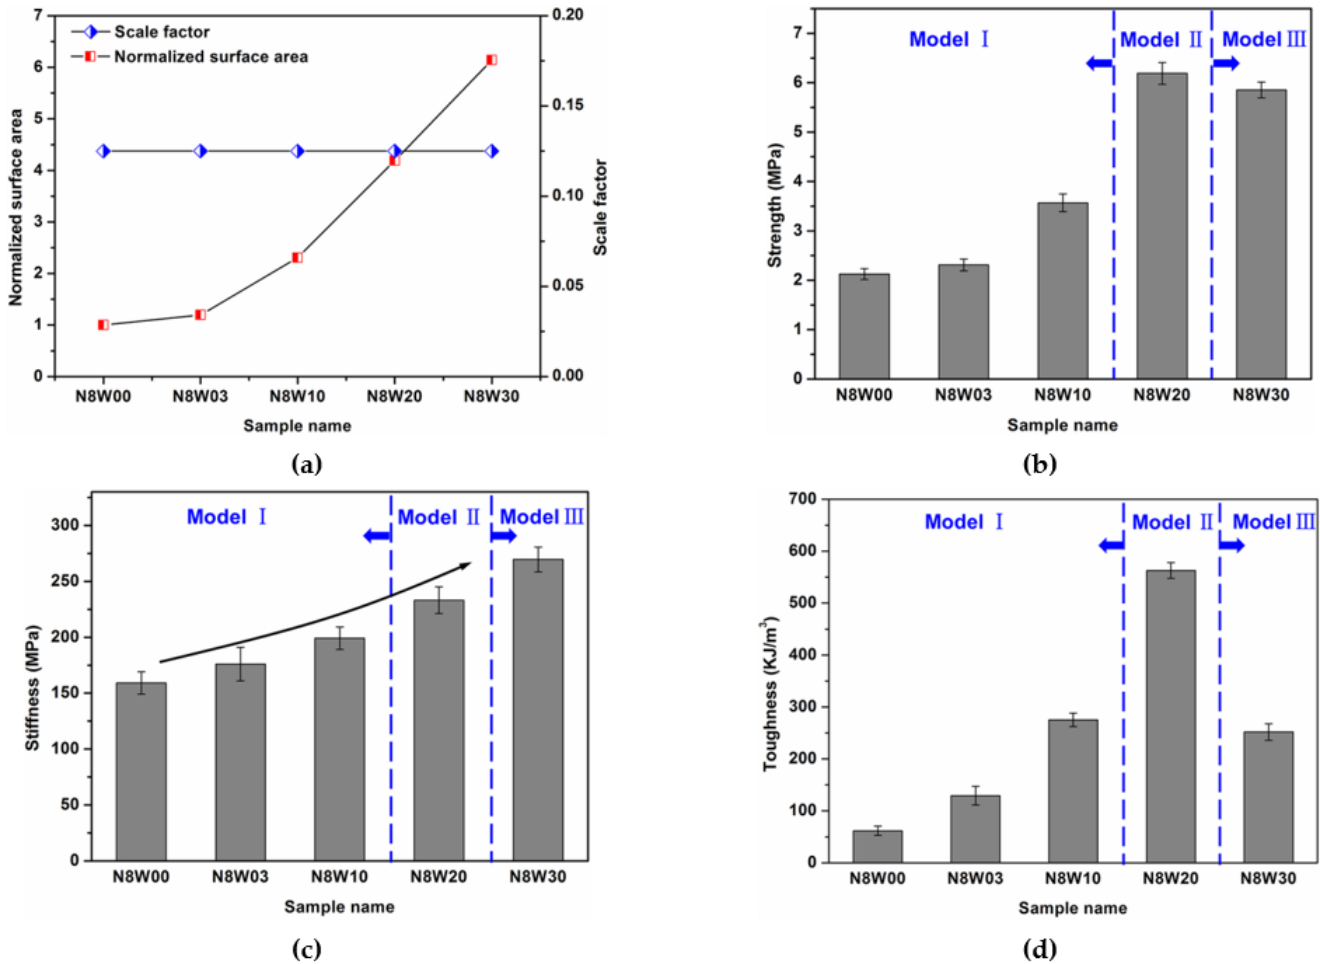 Scale factor
Normalized surface area
7
6
5
4
3
2
1
0
Normalized surface area
0.20
0.15
0.10
0.05
0.00
Scale factor
N8W00 N8W03 N8W10 N8W20 N8W30
Sample name
(a)
Model Ⅰ Model Ⅱ Model Ⅲ
7
6
5
4
3
2
1
0
Strength (MPa)
N8W00 N8W03 N8W10 N8W20 N8W30
Sample name
(b)
Model Ⅰ Model Ⅱ Model Ⅲ
300
250
200
150
100
50
0
Stiffness (MPa)
N8W00 N8W03 N8W10 N8W20 N8W30
Sample name
(c)
Model Ⅰ Model Ⅱ Model Ⅲ
700
600
500
400
300
200
100
0
Toughness (KJ/m³)
N8W00 N8W03 N8W10 N8W20 N8W30
Sample name
(d)